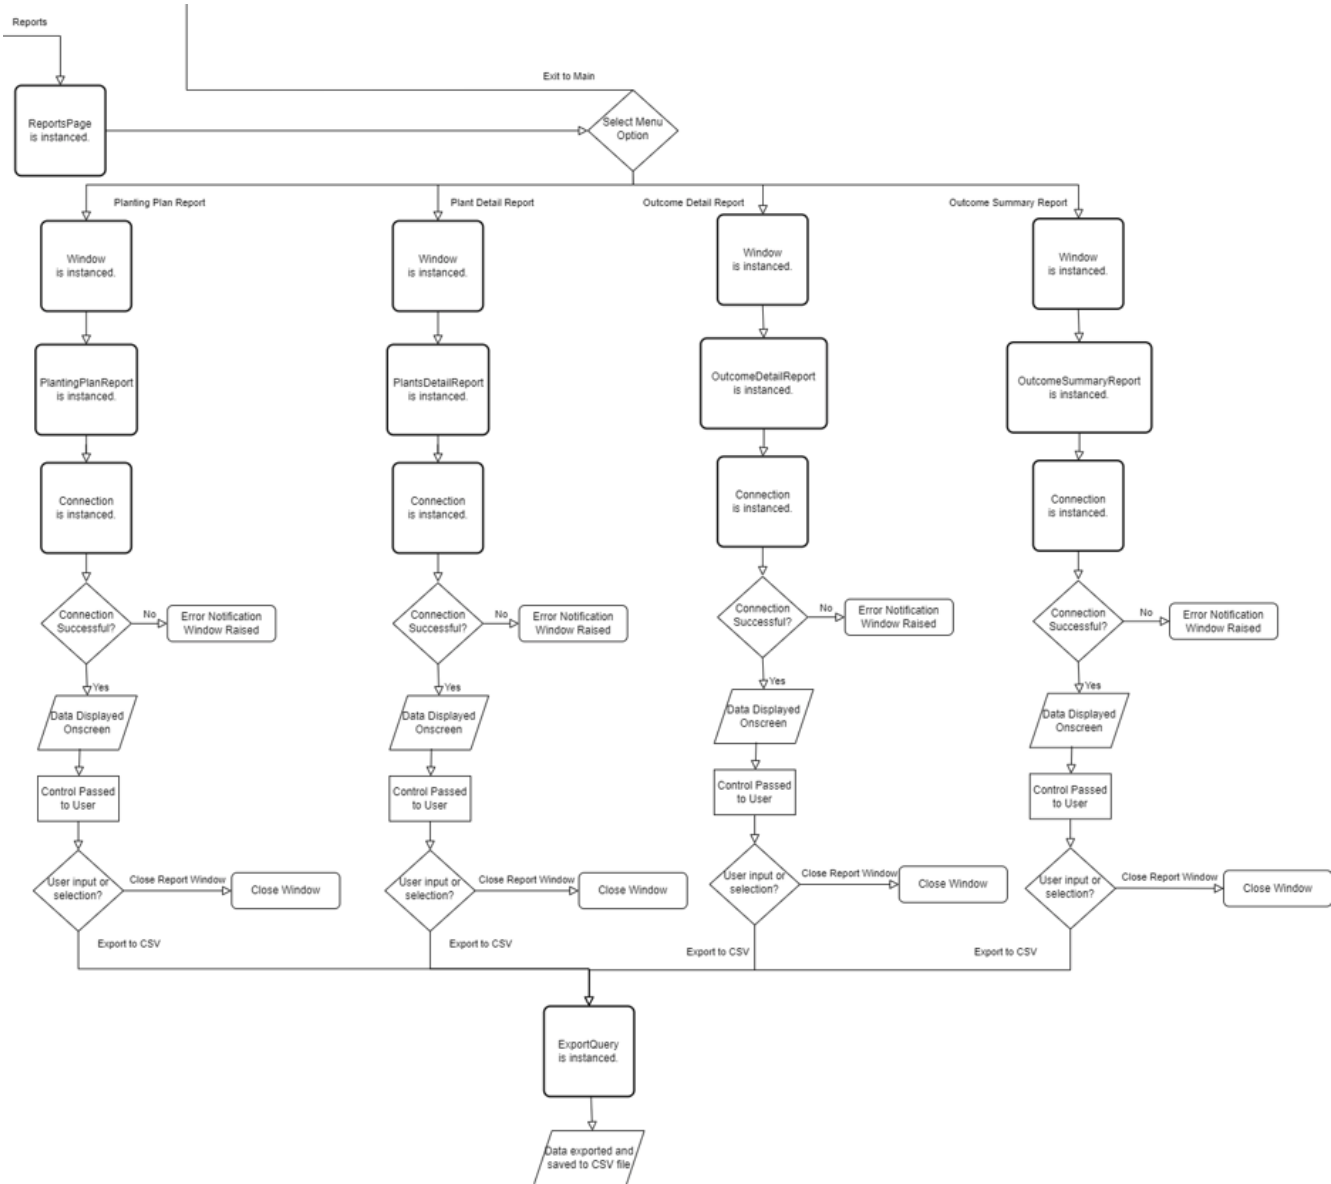 Reports
Exit to Main
ReportsPage
is instanced.
Select Menu
Option
Planting Plan Report
Plant Detail Report
Outcome Detail Report
Outcome Summary Report
Window
is instanced.
Window
is instanced.
Window
is instanced.
Window
is instanced.
PlantingPlanReport
is instanced.
PlantsDetailReport
is instanced.
OutcomeDetailReport
is instanced.
OutcomeSummaryReport
is instanced.
Connection
is instanced.
Connection
is instanced.
Connection
is instanced.
Connection
is instanced.
Connection
Successful?
No
Error Notification
Window Raised
Connection
Successful?
No
Error Notification
Window Raised
Connection
Successful?
No
Error Notification
Window Raised
Connection
Successful?
No
Error Notification
Window Raised
Yes
Yes
Yes
Yes
Data Displayed
Onscreen
Data Displayed
Onscreen
Data Displayed
Onscreen
Data Displayed
Onscreen
Control Passed
to User
Control Passed
to User
Control Passed
to User
Control Passed
to User
User input or
selection?
Close Report Window
Close Window
User input or
selection?
Close Report Window
Close Window
User input or
selection?
Close Report Window
Close Window
User input or
selection?
Close Report Window
Close Window
Export to CSV
Export to CSV
Export to CSV
Export to CSV
ExportQuery
is instanced.
Data exported and
saved to CSV file